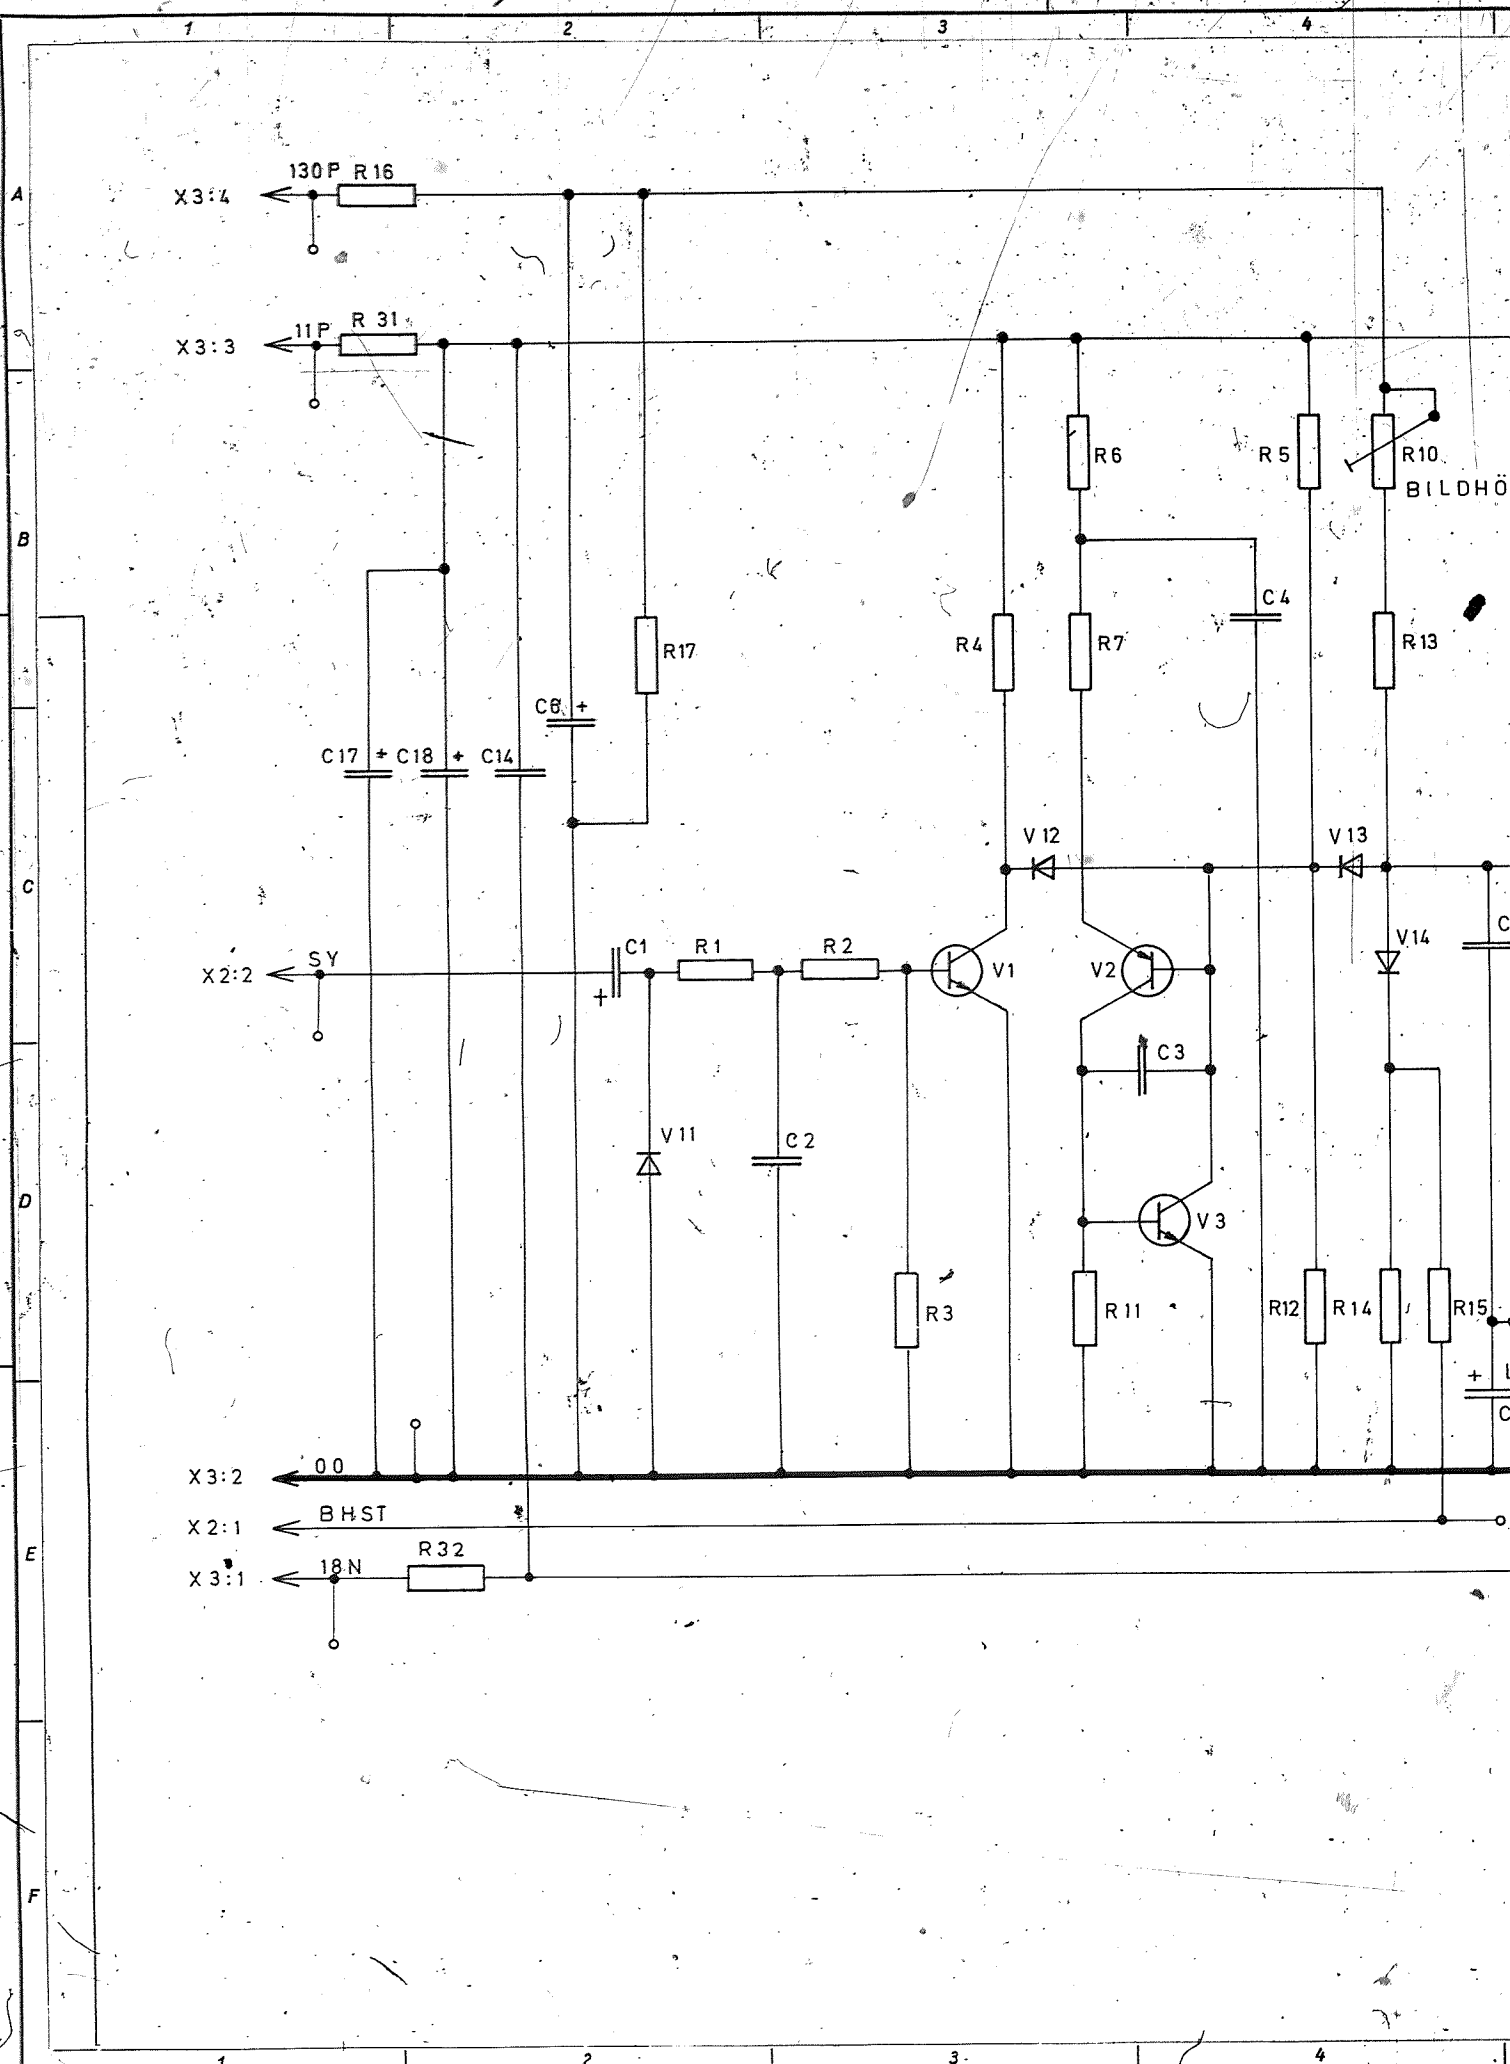 1 2 3 4
A
130P R16
X3:4
11P R 31
X3:3
R6 R5 R10
BILDHÖ
B
C4
R4 R7 R13
R17
C6 +
C17 + C18 + C14
V12 V13
C
C1 R1 R2 V14 C
SY
X2:2 V1 V2
+
C3
V11 C2
D
V3
R3 R11 R12 R14 R15
+
C
X3:2 00
X2:1 BHST
E
R32
X3:1 18N
F
1 2 3 4